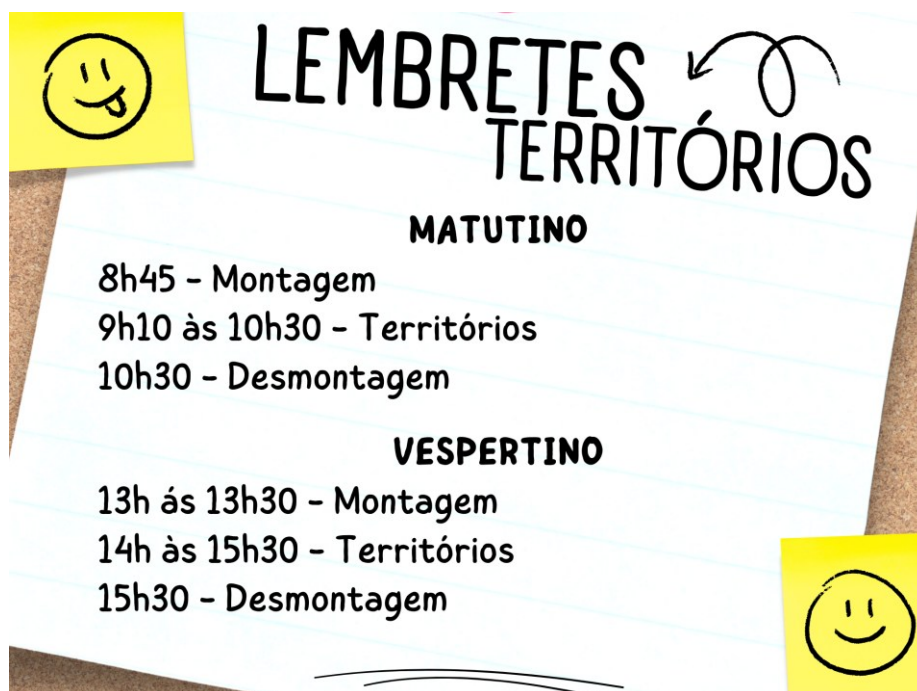 LEMBRETES
TERRITÓRIOS
MATUTINO
8h45 - Montagem
9h10 às 10h30 - Territórios
10h30 - Desmontagem
VESPERTINO
13h ás 13h30 - Montagem
14h às 15h30 - Territórios
15h30 - Desmontagem